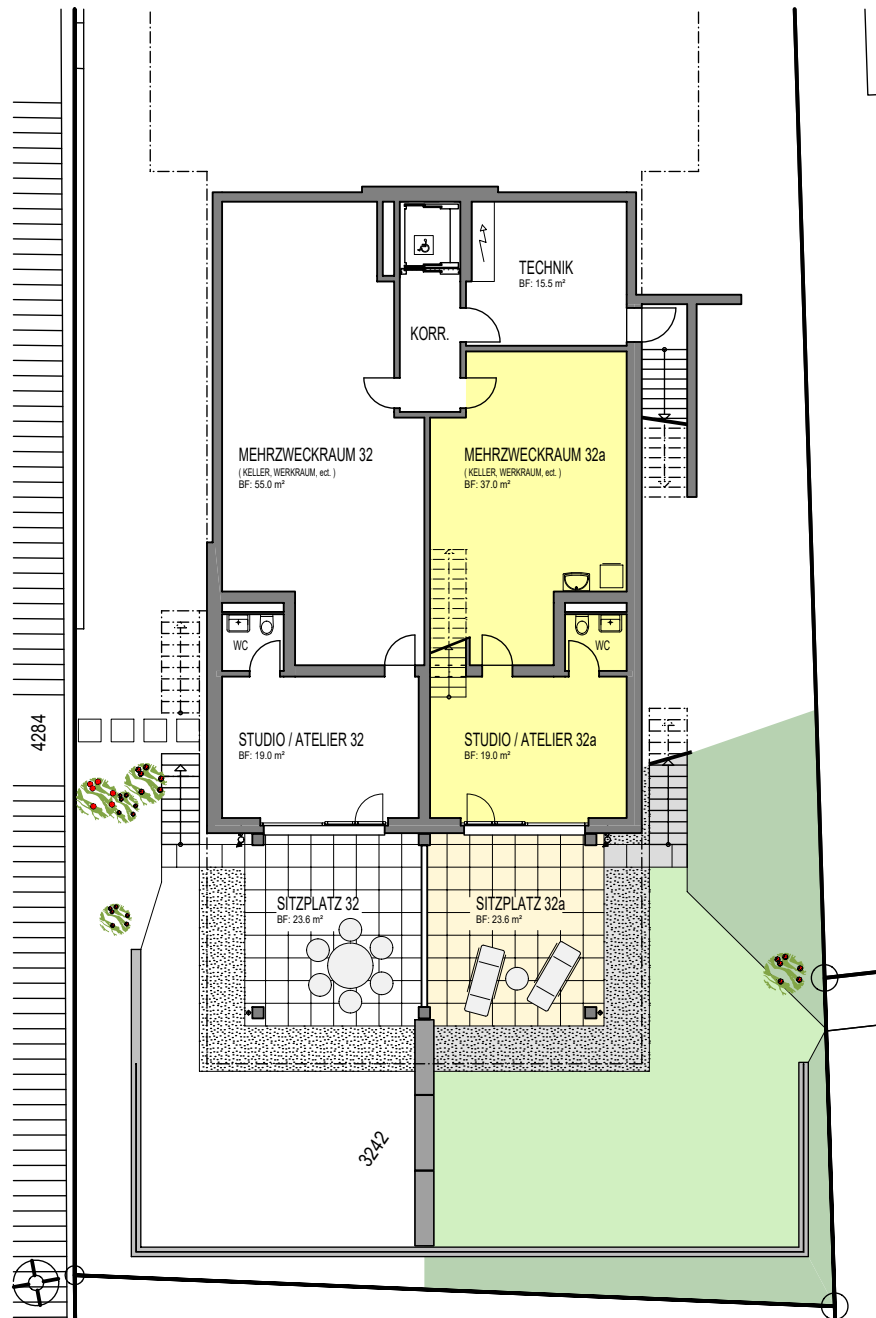 TECHNIK
BF: 15.5 m²
KORR.
MEHRZWECKRAUM 32
( KELLER, WERKRAUM, ect. )
BF: 55.0 m²
MEHRZWECKRAUM 32a
( KELLER, WERKRAUM, ect. )
BF: 37.0 m²
WC
WC
4284
STUDIO / ATELIER 32
BF: 19.0 m²
STUDIO / ATELIER 32a
BF: 19.0 m²
SITZPLATZ 32
BF: 23.6 m²
SITZPLATZ 32a
BF: 23.6 m²
3242